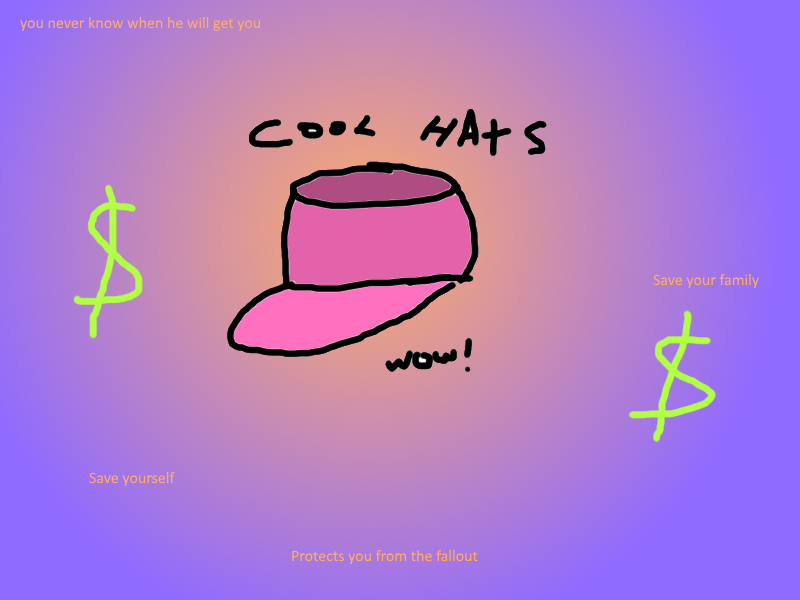 you never know when he will get you
COOL HATS
$
Save your family
$
wow!
Save yourself
Protects you from the fallout